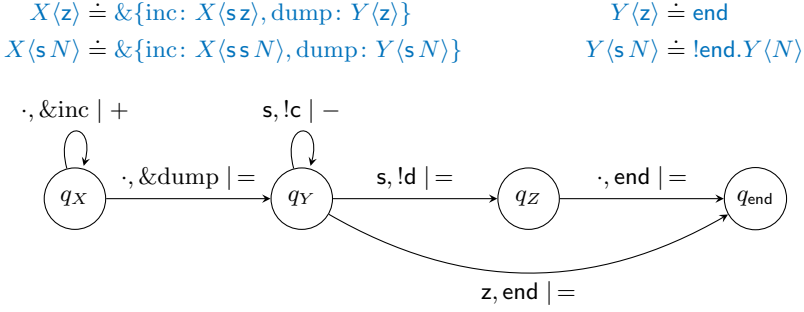 X⟨z⟩ ≐ &{inc: X⟨s z⟩, dump: Y⟨z⟩}
Y⟨z⟩ ≐ end
X⟨s N⟩ ≐ &{inc: X⟨s s N⟩, dump: Y⟨s N⟩}
Y⟨s N⟩ ≐ !end.Y⟨N⟩
·, &inc | +
s, !c | −
·, &dump | =
s, !d | =
·, end | =
q_X
q_Y
q_Z
q_end
z, end | =